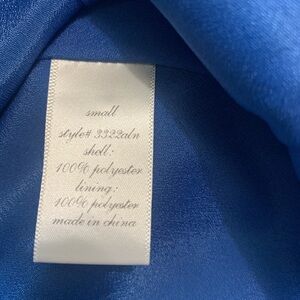 small
style# 3322aln
shell:
100% polyester
lining:
100% polyester
made in china